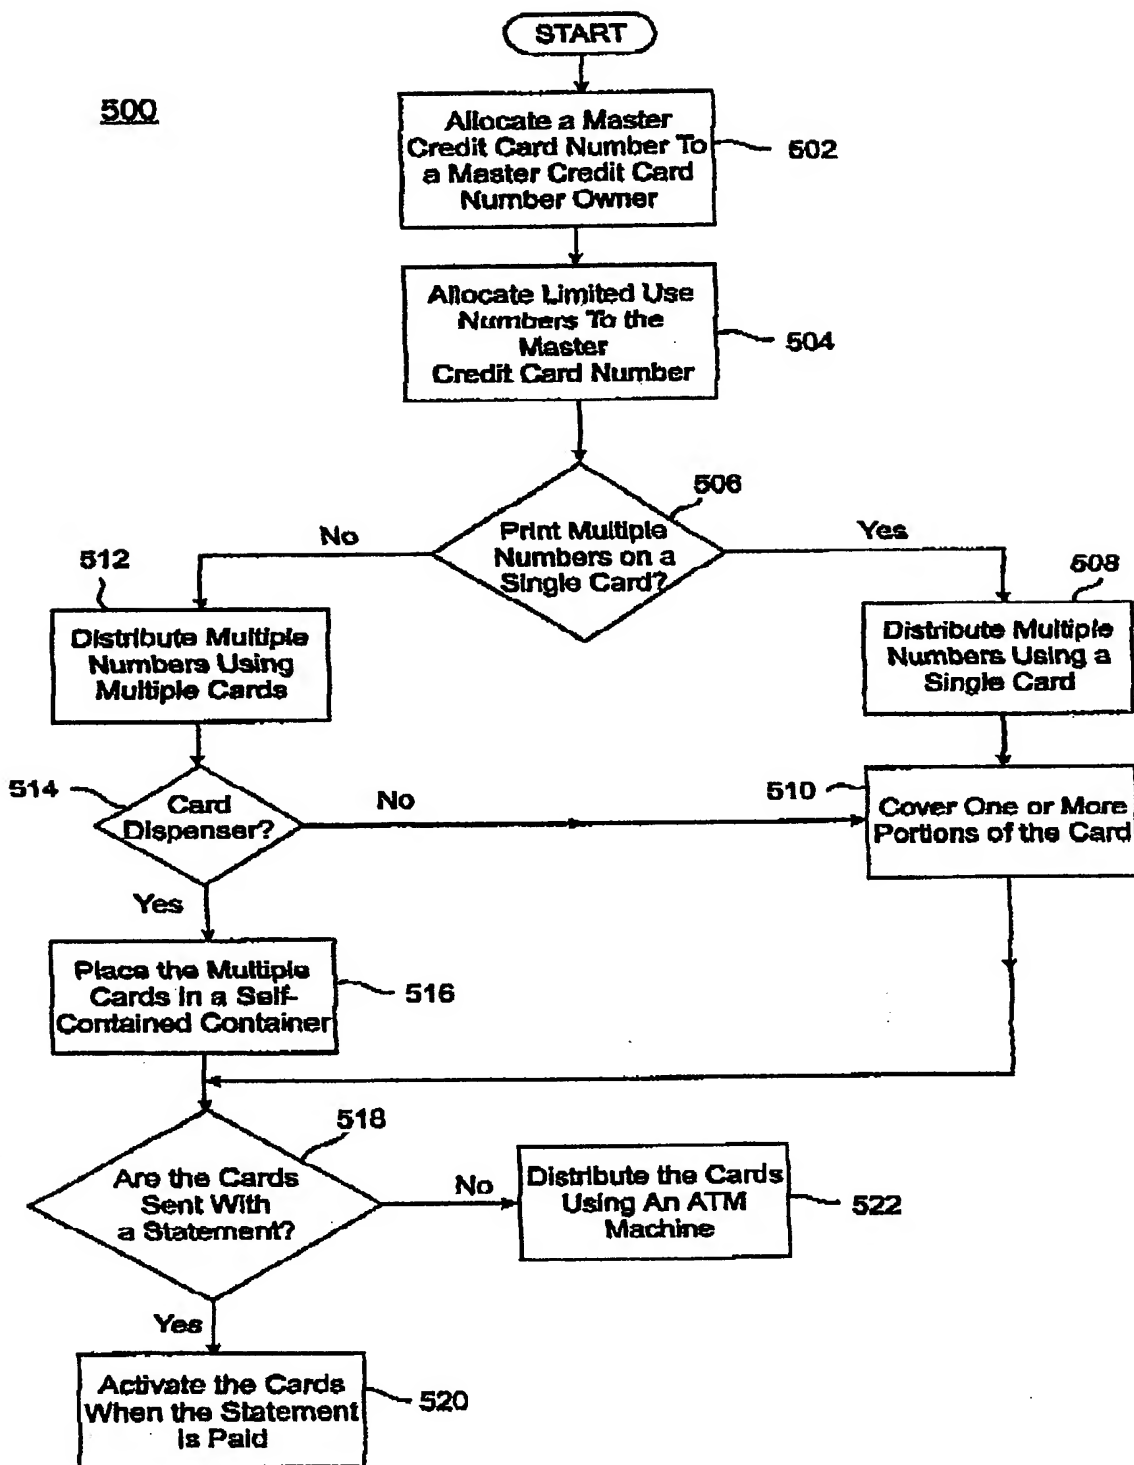 START
500
Allocate a Master
Credit Card Number To
a Master Credit Card
Number Owner
502
Allocate Limited Use
Numbers To the
Master
Credit Card Number
504
506
Print Multiple
Numbers on a
Single Card?
No
Yes
512
Distribute Multiple
Numbers Using
Multiple Cards
508
Distribute Multiple
Numbers Using a
Single Card
514
Card
Dispenser?
No
Yes
510
Cover One or More
Portions of the Card
Place the Multiple
Cards in a Self-
Contained Container
516
518
Are the Cards
Sent With
a Statement?
No
Yes
Distribute the Cards
Using An ATM
Machine
522
Activate the Cards
When the Statement
is Paid
520